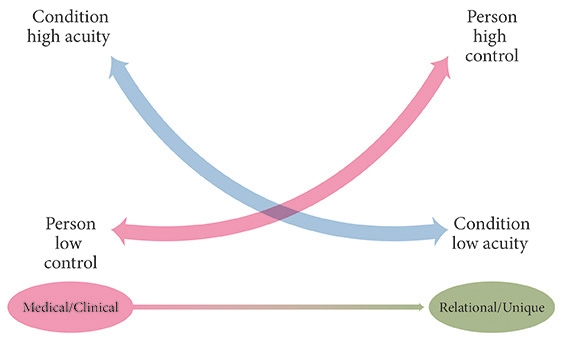 Condition
high acuity
Person
high
control
Person
low
control
Condition
low acuity
Medical/Clinical
Relational/Unique